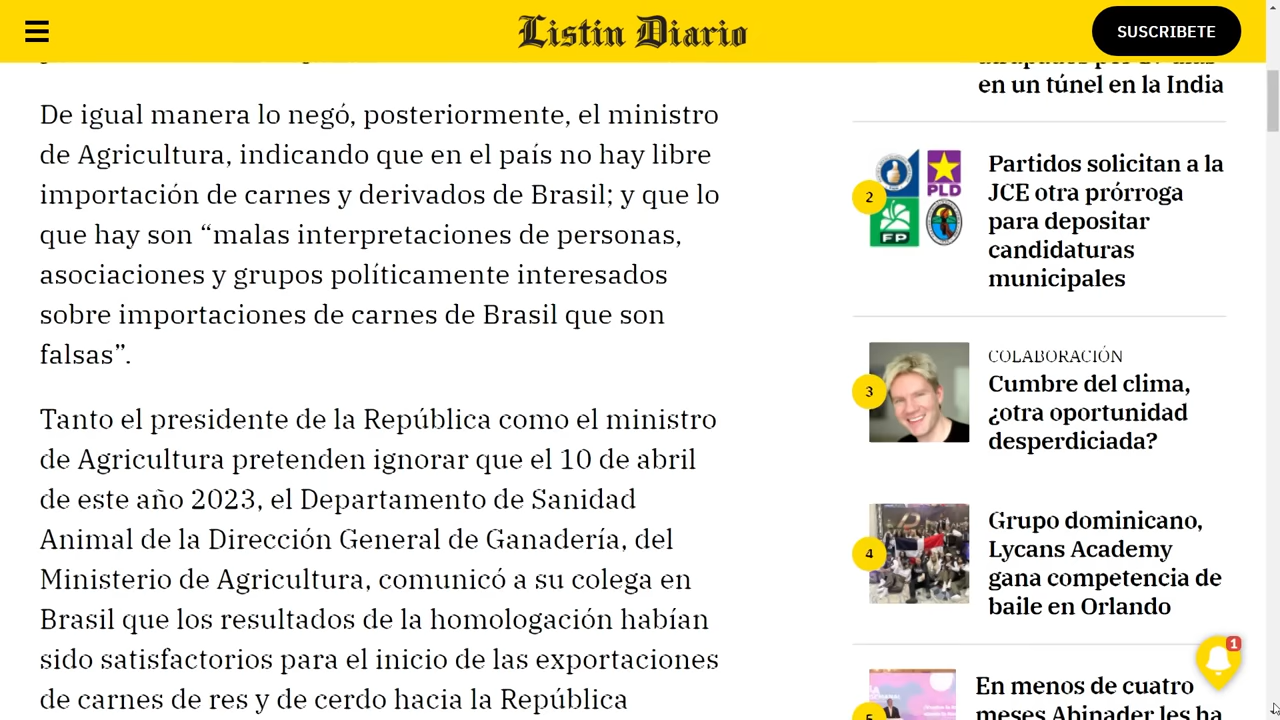 Listin Diario
SUSCRIBETE
De igual manera lo negó, posteriormente, el ministro
de Agricultura, indicando que en el país no hay libre
importación de carnes y derivados de Brasil; y que lo
que hay son “malas interpretaciones de personas,
asociaciones y grupos políticamente interesados
sobre importaciones de carnes de Brasil que son
falsas”.
Tanto el presidente de la República como el ministro
de Agricultura pretenden ignorar que el 10 de abril
de este año 2023, el Departamento de Sanidad
Animal de la Dirección General de Ganadería, del
Ministerio de Agricultura, comunicó a su colega en
Brasil que los resultados de la homologación habían
sido satisfactorios para el inicio de las exportaciones
de carnes de res y de cerdo hacia la República
en un túnel en la India
2
PLD
FP
Partidos solicitan a la
JCE otra prórroga
para depositar
candidaturas
municipales
3
COLABORACIÓN
Cumbre del clima,
¿otra oportunidad
desperdiciada?
4
Grupo dominicano,
Lycans Academy
gana competencia de
baile en Orlando
1
5
En menos de cuatro
meses Abinader les ha